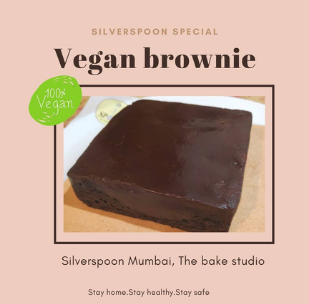 SILVERSPOON SPECIAL
Vegan brownie
100%
Vegan
Silverspoon Mumbai, The bake studio
Stay home.Stay healthy.Stay safe